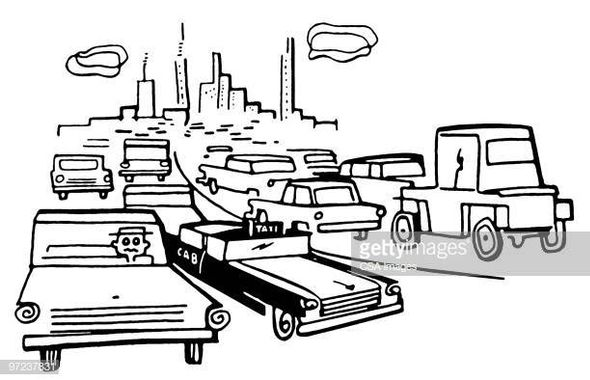 TAXI
CAB
gettyimages
CSA Images
97237831